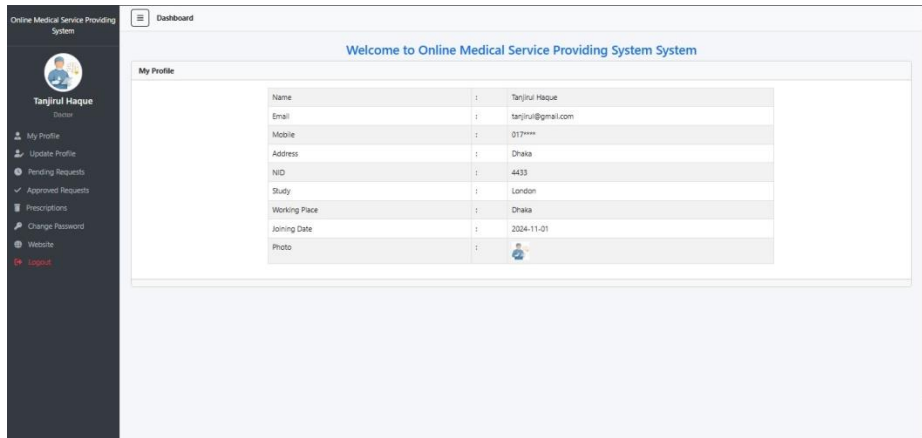 Online Medical Service Providing
System
Tanjirul Haque
Doctor
My Profile
Update Profile
Pending Requests
Approved Requests
Prescriptions
Change Password
Website
Logout
Dashboard
Welcome to Online Medical Service Providing System System
My Profile
Name : Tanjirul Haque
Email : tanjirul@gmail.com
Mobile : 017****
Address : Dhaka
NID : 4433
Study : London
Working Place : Dhaka
Joining Date : 2024-11-01
Photo :